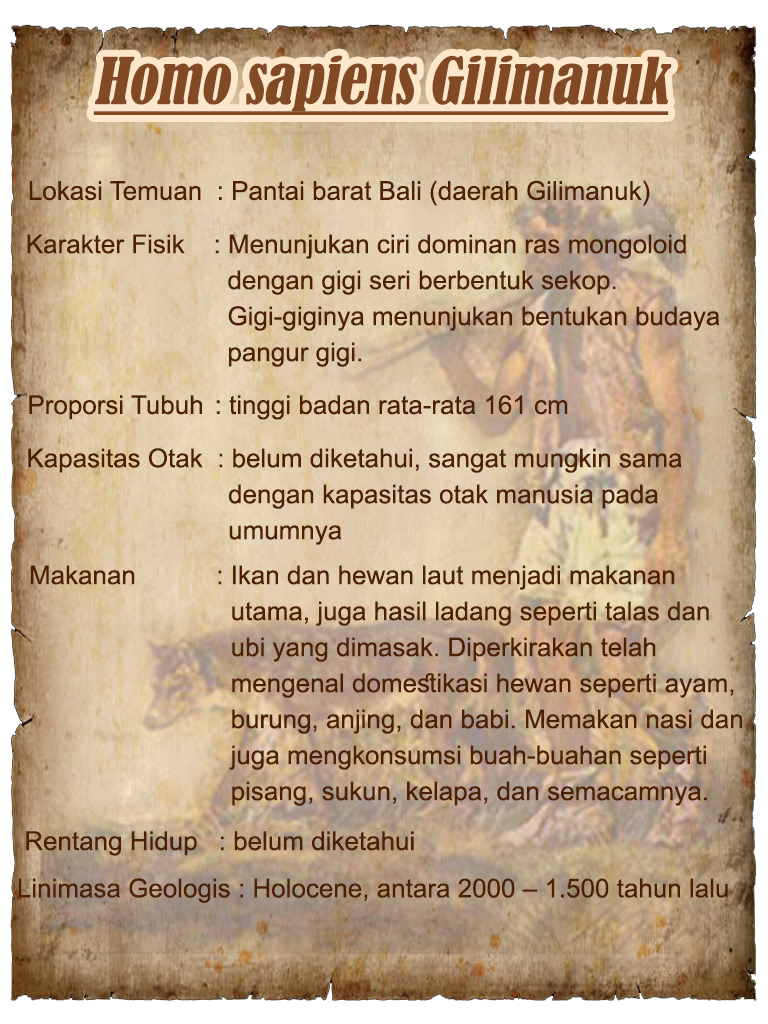 Homo sapiens Gilimanuk
Lokasi Temuan : Pantai barat Bali (daerah Gilimanuk)
Karakter Fisik : Menunjukan ciri dominan ras mongoloid
dengan gigi seri berbentuk sekop.
Gigi-giginya menunjukan bentukan budaya
pangur gigi.
Proporsi Tubuh : tinggi badan rata-rata 161 cm
Kapasitas Otak : belum diketahui, sangat mungkin sama
dengan kapasitas otak manusia pada
umumnya
Makanan : Ikan dan hewan laut menjadi makanan
utama, juga hasil ladang seperti talas dan
ubi yang dimasak. Diperkirakan telah
mengenal domestikasi hewan seperti ayam,
burung, anjing, dan babi. Memakan nasi dan
juga mengkonsumsi buah-buahan seperti
pisang, sukun, kelapa, dan semacamnya.
Rentang Hidup : belum diketahui
Linimasa Geologis : Holocene, antara 2000 – 1.500 tahun lalu